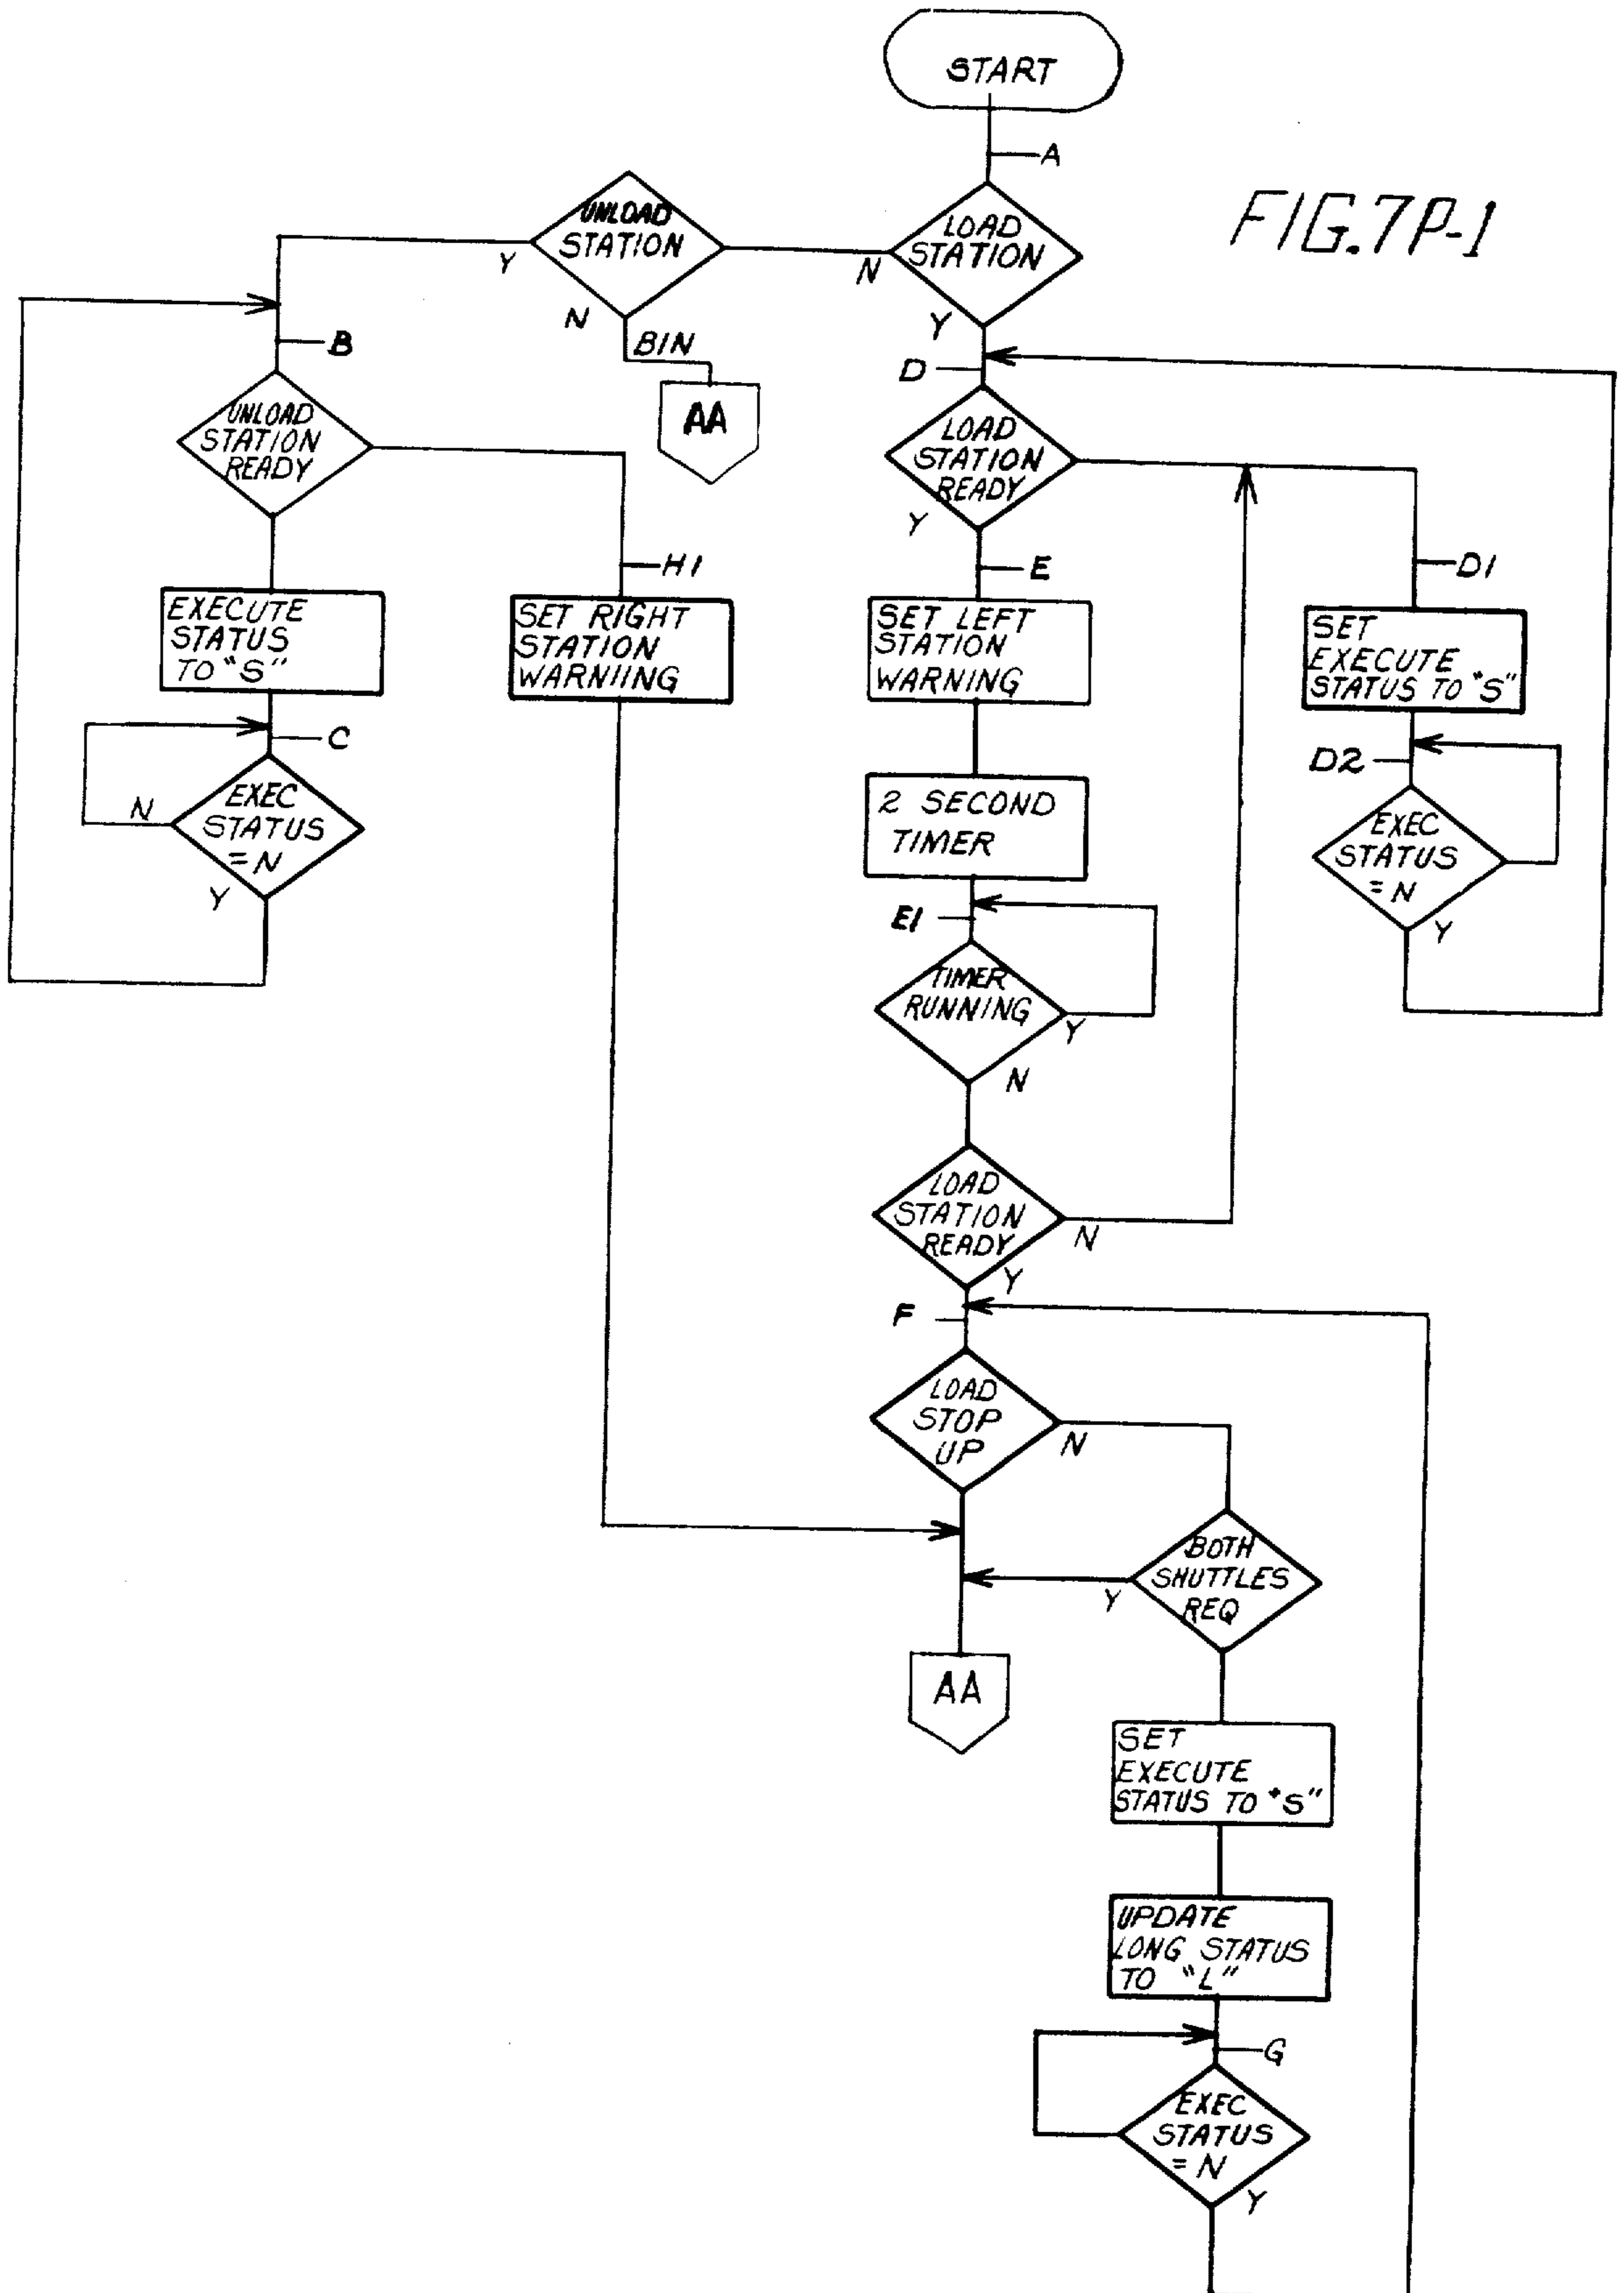 START
A
FIG.7P-1
UNLOAD
STATION
Y
N
BIN
AA
LOAD
STATION
N
Y
B
D
UNLOAD
STATION
READY
LOAD
STATION
READY
Y
H1
E
D1
EXECUTE
STATUS
TO "S"
SET RIGHT
STATION
WARNIING
SET LEFT
STATION
WARNING
SET
EXECUTE
STATUS TO "S"
C
D2
EXEC
STATUS
= N
N
Y
2 SECOND
TIMER
EXEC
STATUS
= N
Y
E1
TIMER
RUNNING
Y
N
LOAD
STATION
READY
N
Y
F
LOAD
STOP
UP
N
BOTH
SHUTTLES
REQ
Y
AA
SET
EXECUTE
STATUS TO "S"
UPDATE
LONG STATUS
TO "L"
G
EXEC
STATUS
= N
Y